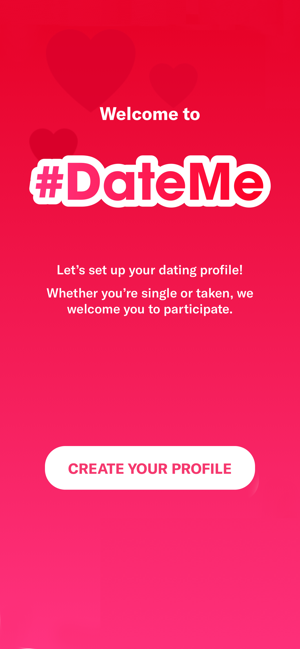 Welcome to
#DateMe
Let's set up your dating profile!
Whether you're single or taken, we
welcome you to participate.
CREATE YOUR PROFILE